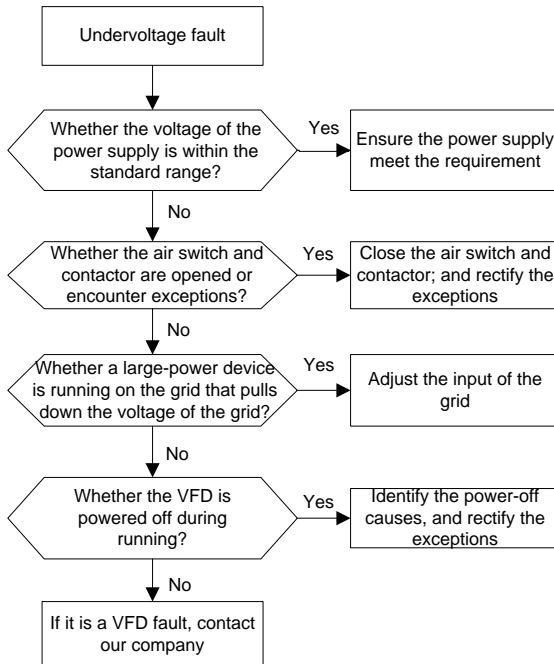 Undervoltage fault
Whether the voltage of the
power supply is within the
standard range?
Yes
Ensure the power supply
meet the requirement
No
Whether the air switch and
contactor are opened or
encounter exceptions?
Yes
Close the air switch and
contactor; and rectify the
exceptions
No
Whether a large-power device
is running on the grid that pulls
down the voltage of the grid?
Yes
Adjust the input of the
grid
No
Whether the VFD is
powered off during
running?
Yes
Identify the power-off
causes, and rectify the
exceptions
No
If it is a VFD fault, contact
our company